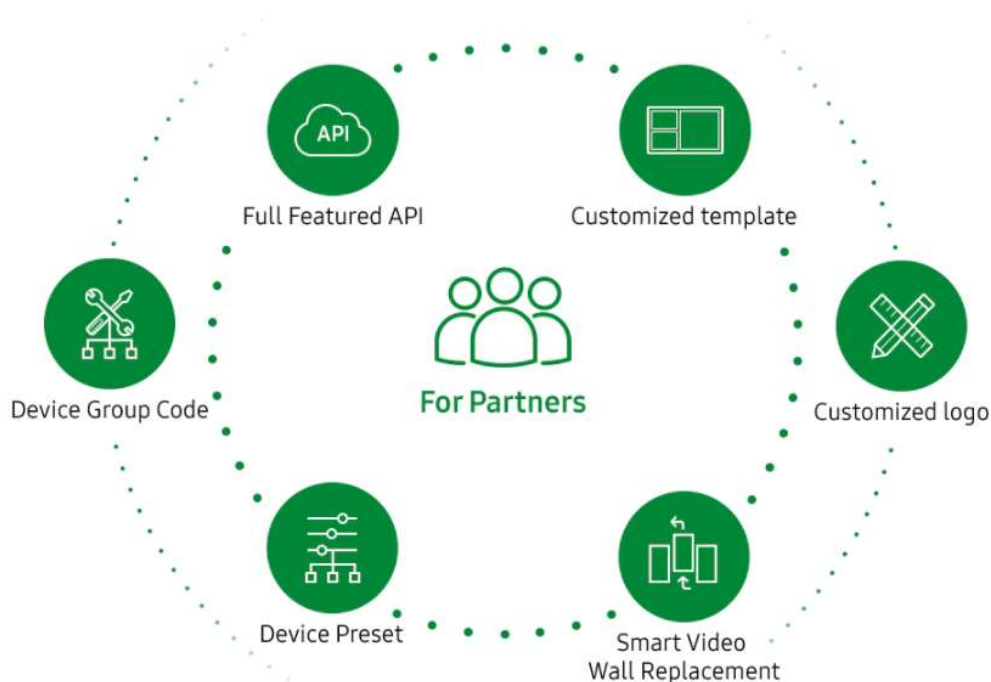 API
Full Featured API
Customized template
Device Group Code
For Partners
Customized logo
Device Preset
Smart Video
Wall Replacement